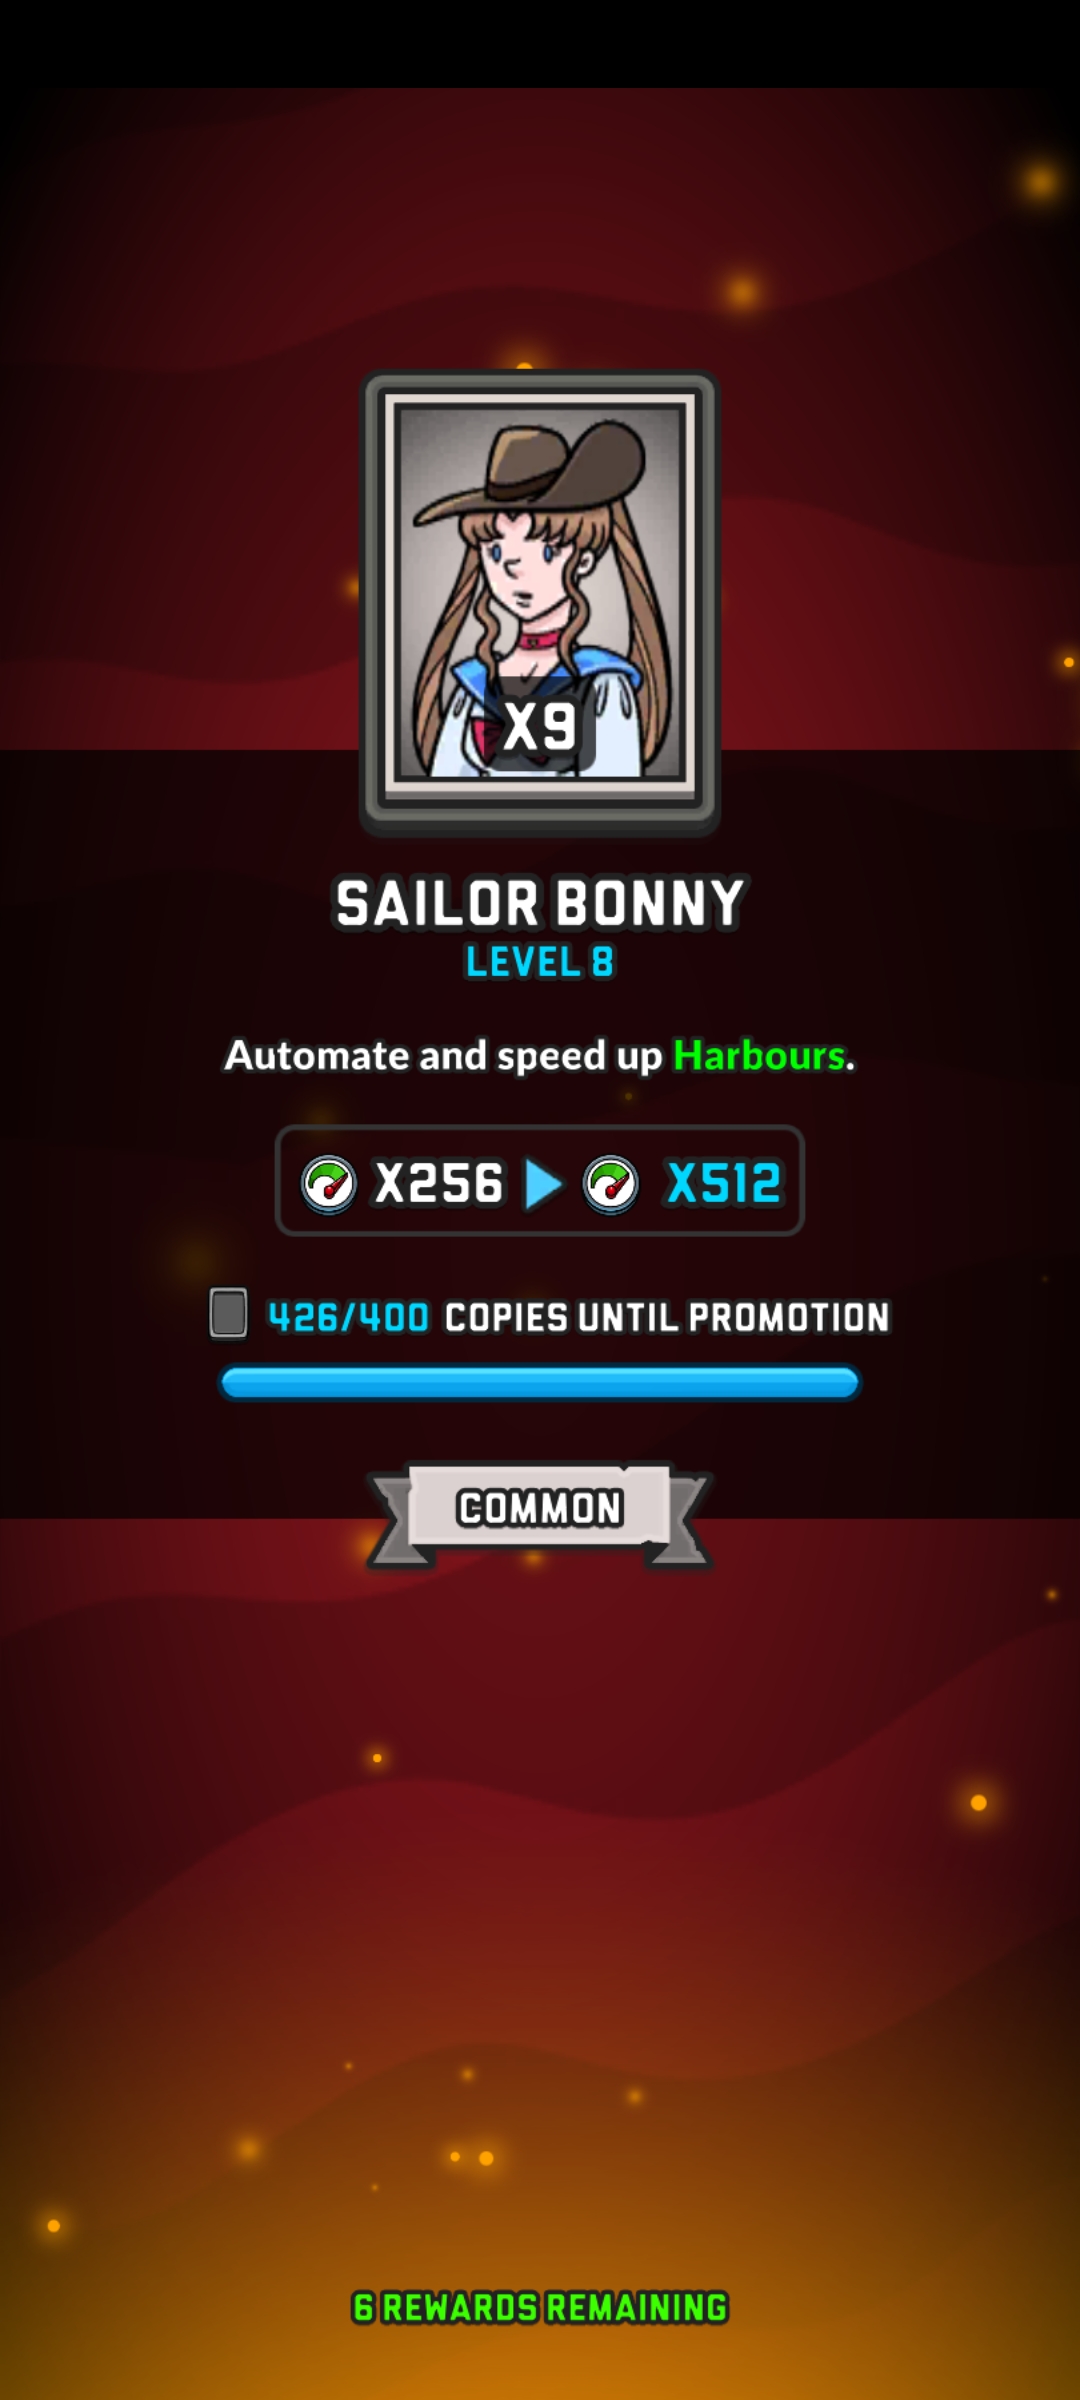 X9
SAILOR BONNY
LEVEL 8
Automate and speed up Harbours.
X256 X512
426/400 COPIES UNTIL PROMOTION
COMMON
6 REWARDS REMAINING